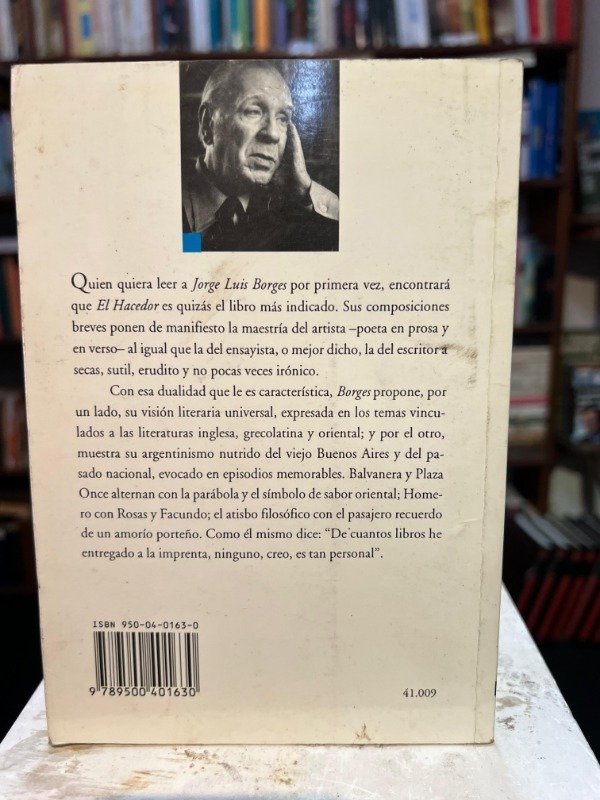 Quien quiera leer a Jorge Luis Borges por primera vez, encontrará
que El Hacedor es quizás el libro más indicado. Sus composiciones
breves ponen de manifiesto la maestría del artista –poeta en prosa y
en verso– al igual que la del ensayista, o mejor dicho, la del escritor a
secas, sutil, erudito y no pocas veces irónico.
Con esa dualidad que le es característica, Borges propone, por
un lado, su visión literaria universal, expresada en los temas vincu-
lados a las literaturas inglesa, grecolatina y oriental; y por el otro,
muestra su argentinismo nutrido del viejo Buenos Aires y del pa-
sado nacional, evocado en episodios memorables. Balvanera y Plaza
Once alternan con la parábola y el símbolo de sabor oriental; Home-
ro con Rosas y Facundo; el atisbo filosófico con el pasajero recuerdo
de un amorío porteño. Como él mismo dice: “De cuantos libros he
entregado a la imprenta, ninguno, creo, es tan personal”.
ISBN 950-04-0163-0
9 789500 401630
41.009